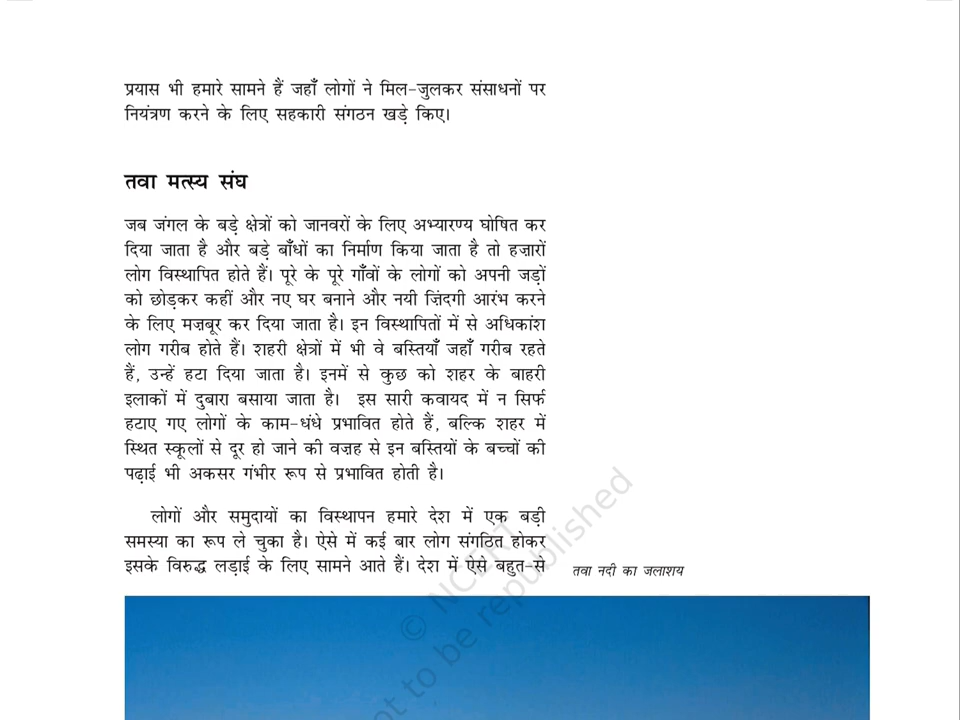 प्रयास भी हमारे सामने हैं जहाँ लोगों ने मिल-जुलकर संसाधनों पर
नियंत्रण करने के लिए सहकारी संगठन खड़े किए।
तवा मत्स्य संघ
जब जंगल के बड़े क्षेत्रों को जानवरों के लिए अभ्यारण्य घोषित कर
दिया जाता है और बड़े बाँधों का निर्माण किया जाता है तो हज़ारों
लोग विस्थापित होते हैं। पूरे के पूरे गाँवों के लोगों को अपनी जड़ों
को छोड़कर कहीं और नए घर बनाने और नयी ज़िंदगी आरंभ करने
के लिए मज़बूर कर दिया जाता है। इन विस्थापितों में से अधिकांश
लोग गरीब होते हैं। शहरी क्षेत्रों में भी वे बस्तियाँ जहाँ गरीब रहते
हैं, उन्हें हटा दिया जाता है। इनमें से कुछ को शहर के बाहरी
इलाकों में दुबारा बसाया जाता है। इस सारी कवायद में न सिर्फ
हटाए गए लोगों के काम-धंधे प्रभावित होते हैं, बल्कि शहर में
स्थित स्कूलों से दूर हो जाने की वज़ह से इन बस्तियों के बच्चों की
पढ़ाई भी अकसर गंभीर रूप से प्रभावित होती है।
लोगों और समुदायों का विस्थापन हमारे देश में एक बड़ी
समस्या का रूप ले चुका है। ऐसे में कई बार लोग संगठित होकर
इसके विरुद्ध लड़ाई के लिए सामने आते हैं। देश में ऐसे बहुत-से
तवा नदी का जलाशय
© NCERT
not to be republished